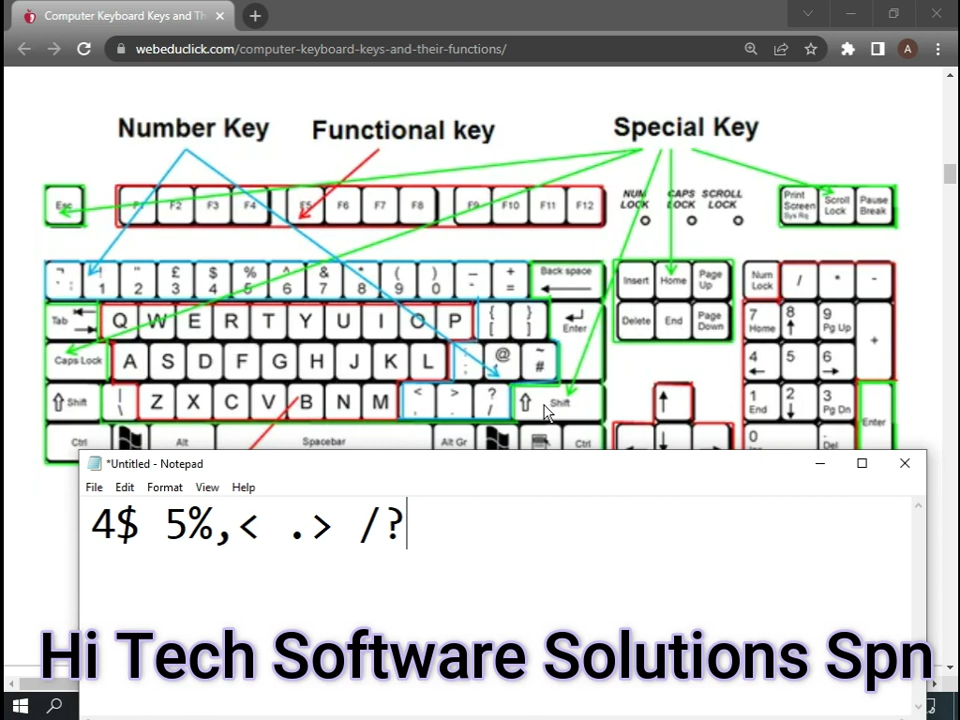 Computer Keyboard Keys and Th
webeduclick.com/computer-keyboard-keys-and-their-functions/
A
Number Key
Functional key
Special Key
Esc
F1 F2 F3 F4 F5 F6 F7 F8 F9 F10 F11 F12
NUM LOCK
CAPS LOCK
SCROLL LOCK
Print Screen Sys Rq
Scroll Lock
Pause Break
! " £ $ % ^ & * ( ) _ +
1 2 3 4 5 6 7 8 9 0 - =
Back space
Insert Home Page Up
Num Lock / * -
Tab Q W E R T Y U I O P { [ } ] Enter
Delete End Page Down
7 Home 8 9 Pg Up +
Caps Lock A S D F G H J K L : ; @ ' ~ #
4 5 6
Shift | \ Z X C V B N M < , > . ? / Shift
1 End 2 3 Pg Dn Enter
Ctrl Alt Spacebar Alt Gr Ctrl
0 . Del
*Untitled - Notepad
File Edit Format View Help
4$ 5%,< .> /?
Hi Tech Software Solutions Spn